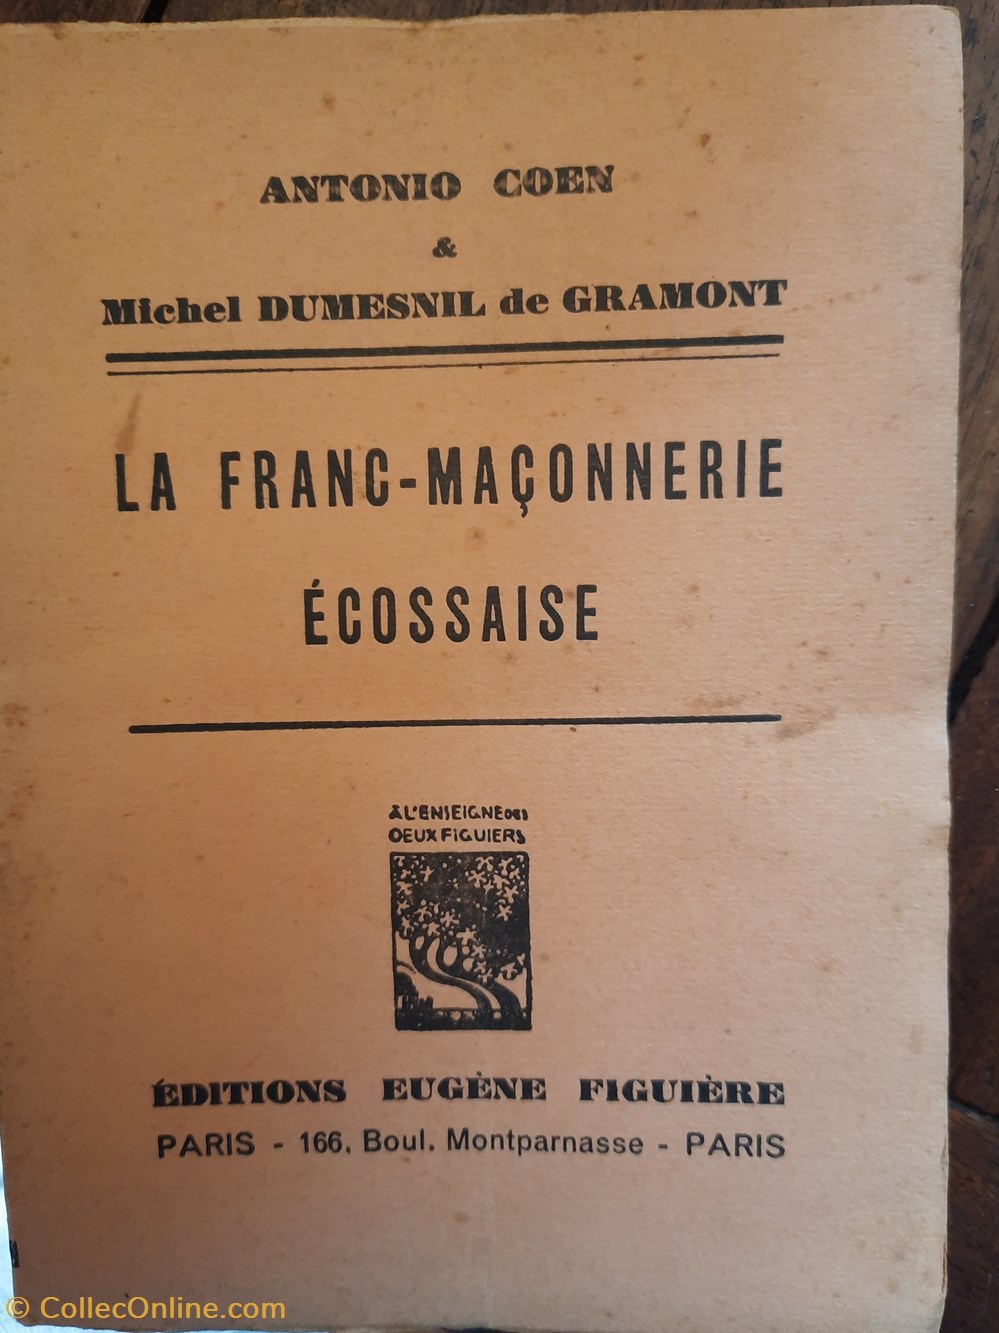 ANTONIO COEN
&
Michel DUMESNIL de GRAMONT
LA FRANC-MAÇONNERIE
ÉCOSSAISE
A L'ENSEIGNE DES
DEUX FIGUIERS
ÉDITIONS EUGÈNE FIGUIÈRE
PARIS - 166, Boul. Montparnasse - PARIS
© CollecOnline.com